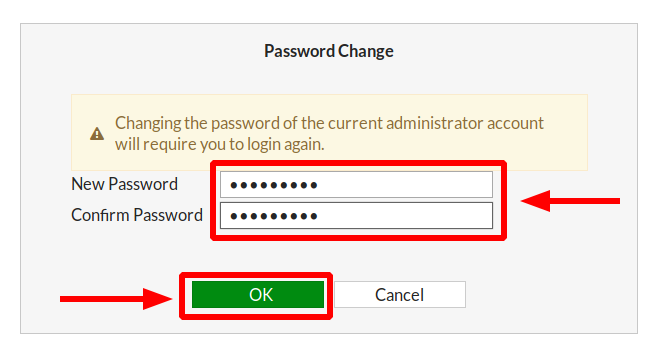 Password Change
Changing the password of the current administrator account
will require you to login again.
New Password •••••••••
Confirm Password •••••••••
OK Cancel